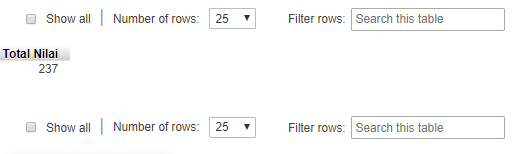 Show all Number of rows: 25 Filter rows: Search this table
Total Nilai
237
Show all Number of rows: 25 Filter rows: Search this table